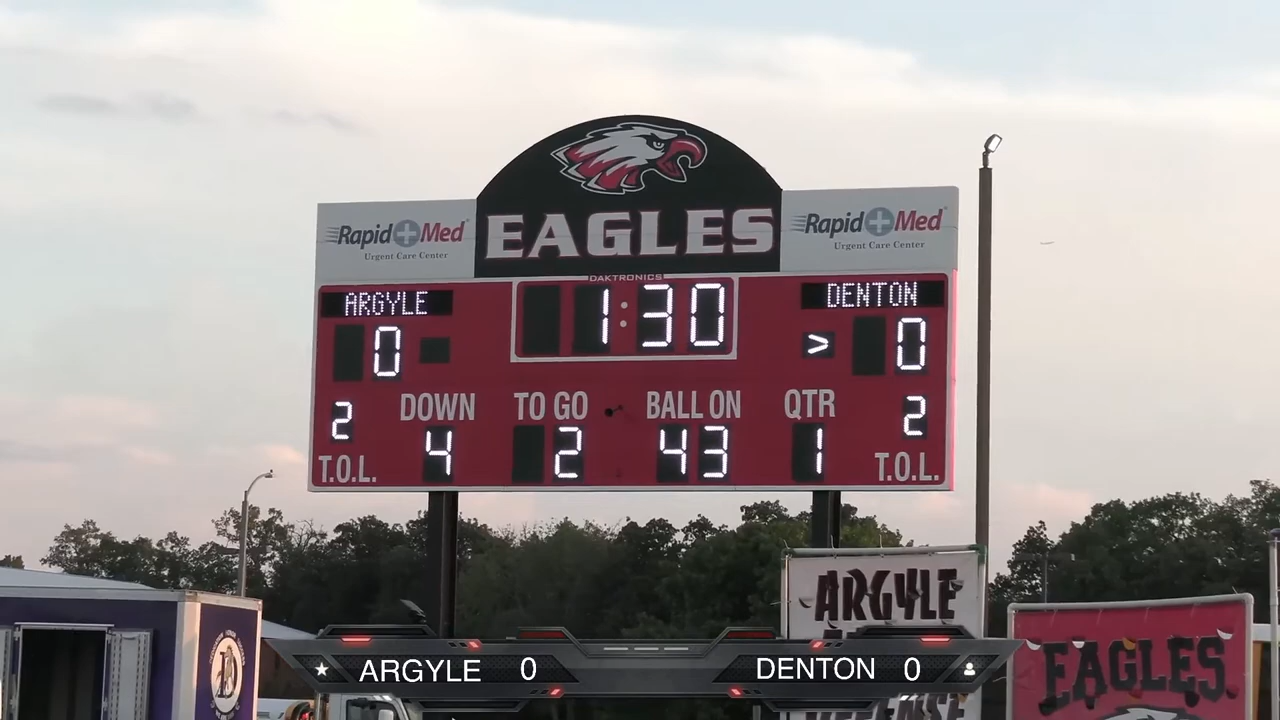 EAGLES
Rapid Med
Urgent Care Center
Rapid Med
Urgent Care Center
DAKTRONICS
ARGYLE
1:30
DENTON
0
>
0
DOWN
TO GO
BALL ON
QTR
2
4
2
43
1
2
T.O.L.
T.O.L.
ARGYLE
DEFENSE
EAGLES
D
ARGYLE 0
DENTON 0